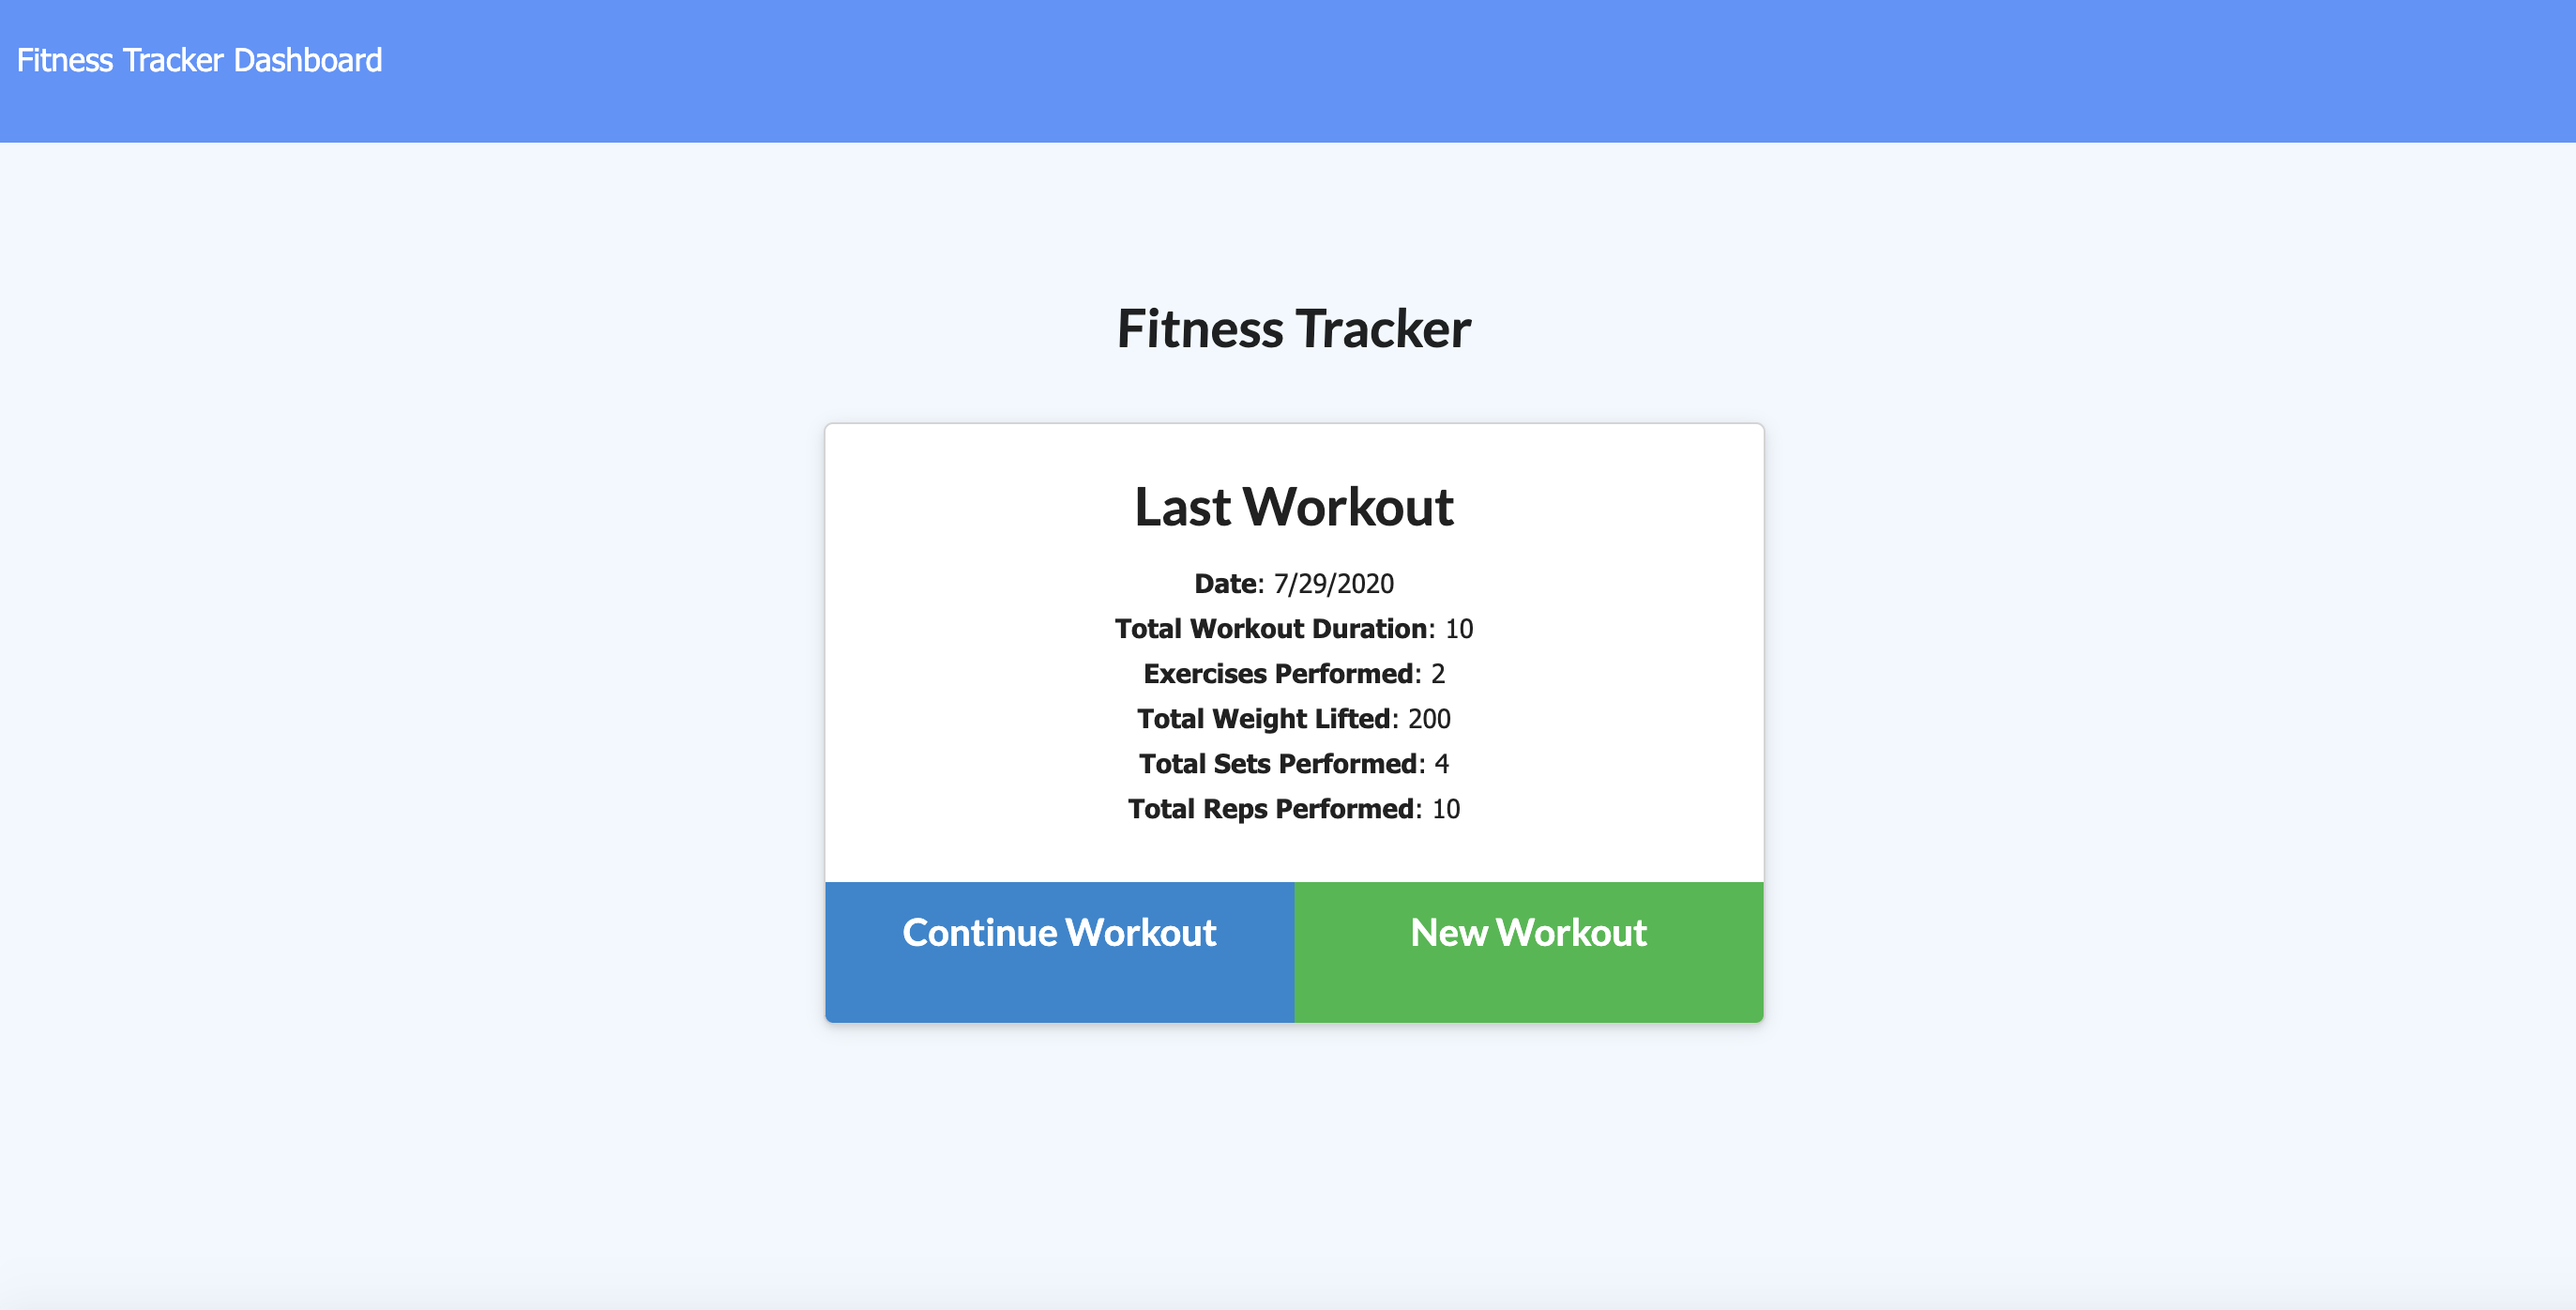 Fitness Tracker Dashboard
Fitness Tracker
Last Workout
Date: 7/29/2020
Total Workout Duration: 10
Exercises Performed: 2
Total Weight Lifted: 200
Total Sets Performed: 4
Total Reps Performed: 10
Continue Workout New Workout